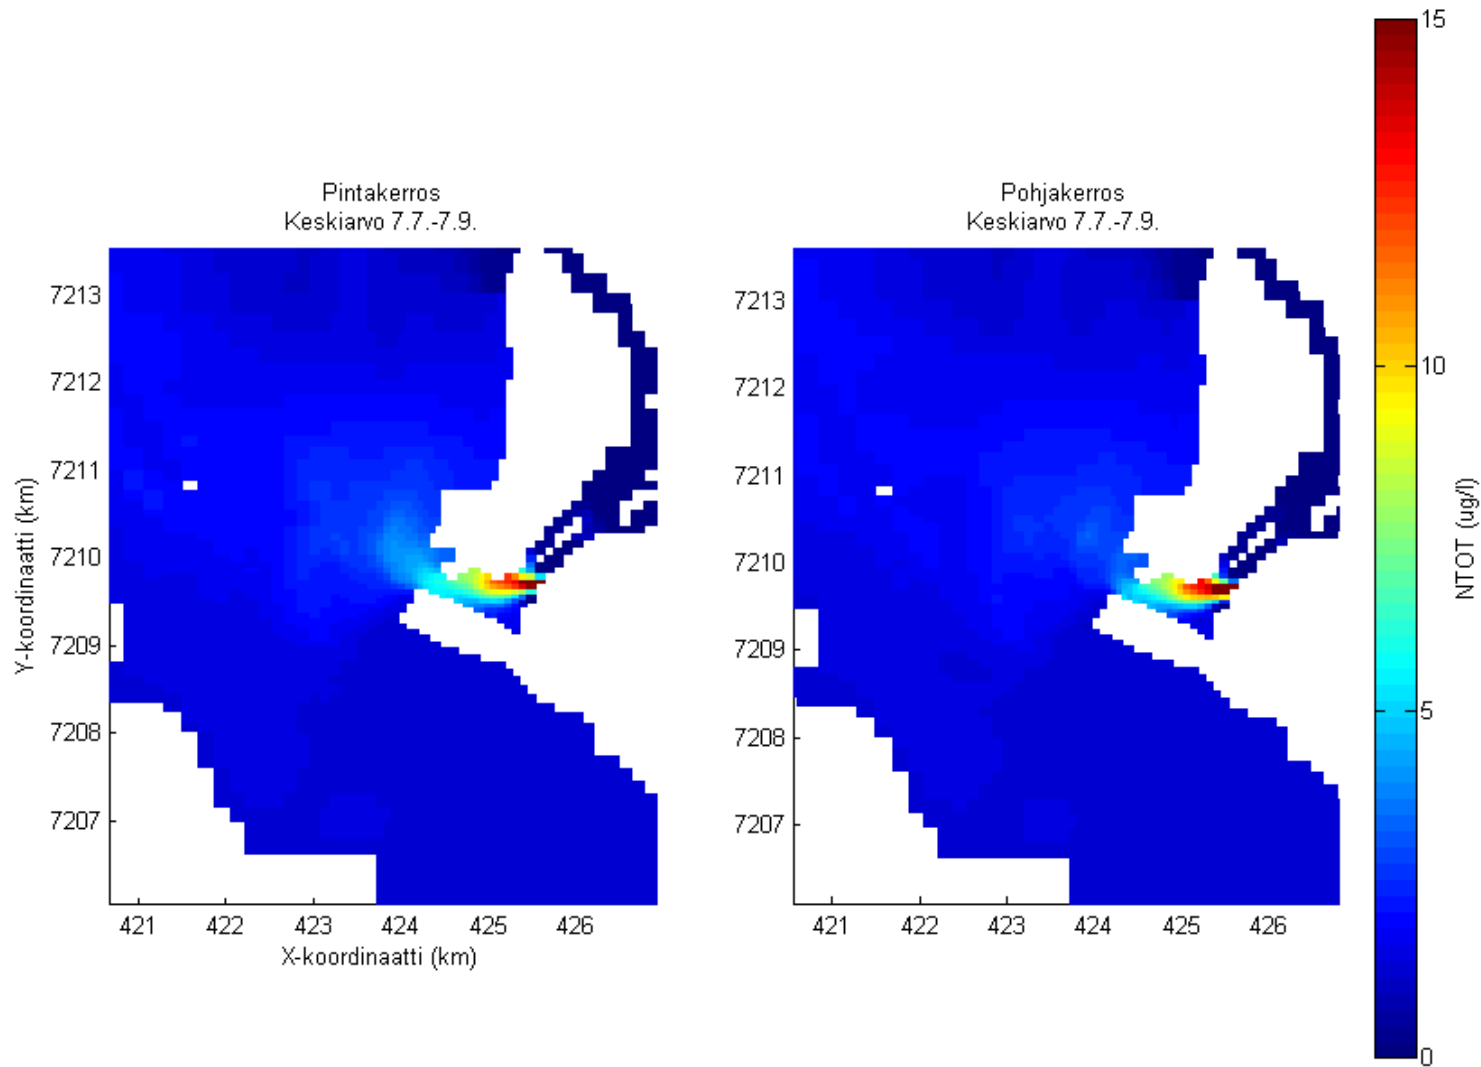 Pintakerros
Keskiarvo 7.7.-7.9.
7213
7212
7211
7210
7209
7208
7207
Y-koordinaatti (km)
421 422 423 424 425 426
X-koordinaatti (km)
Pohjakerros
Keskiarvo 7.7.-7.9.
7213
7212
7211
7210
7209
7208
7207
421 422 423 424 425 426
15
10
5
0
NTOT (ug/l)